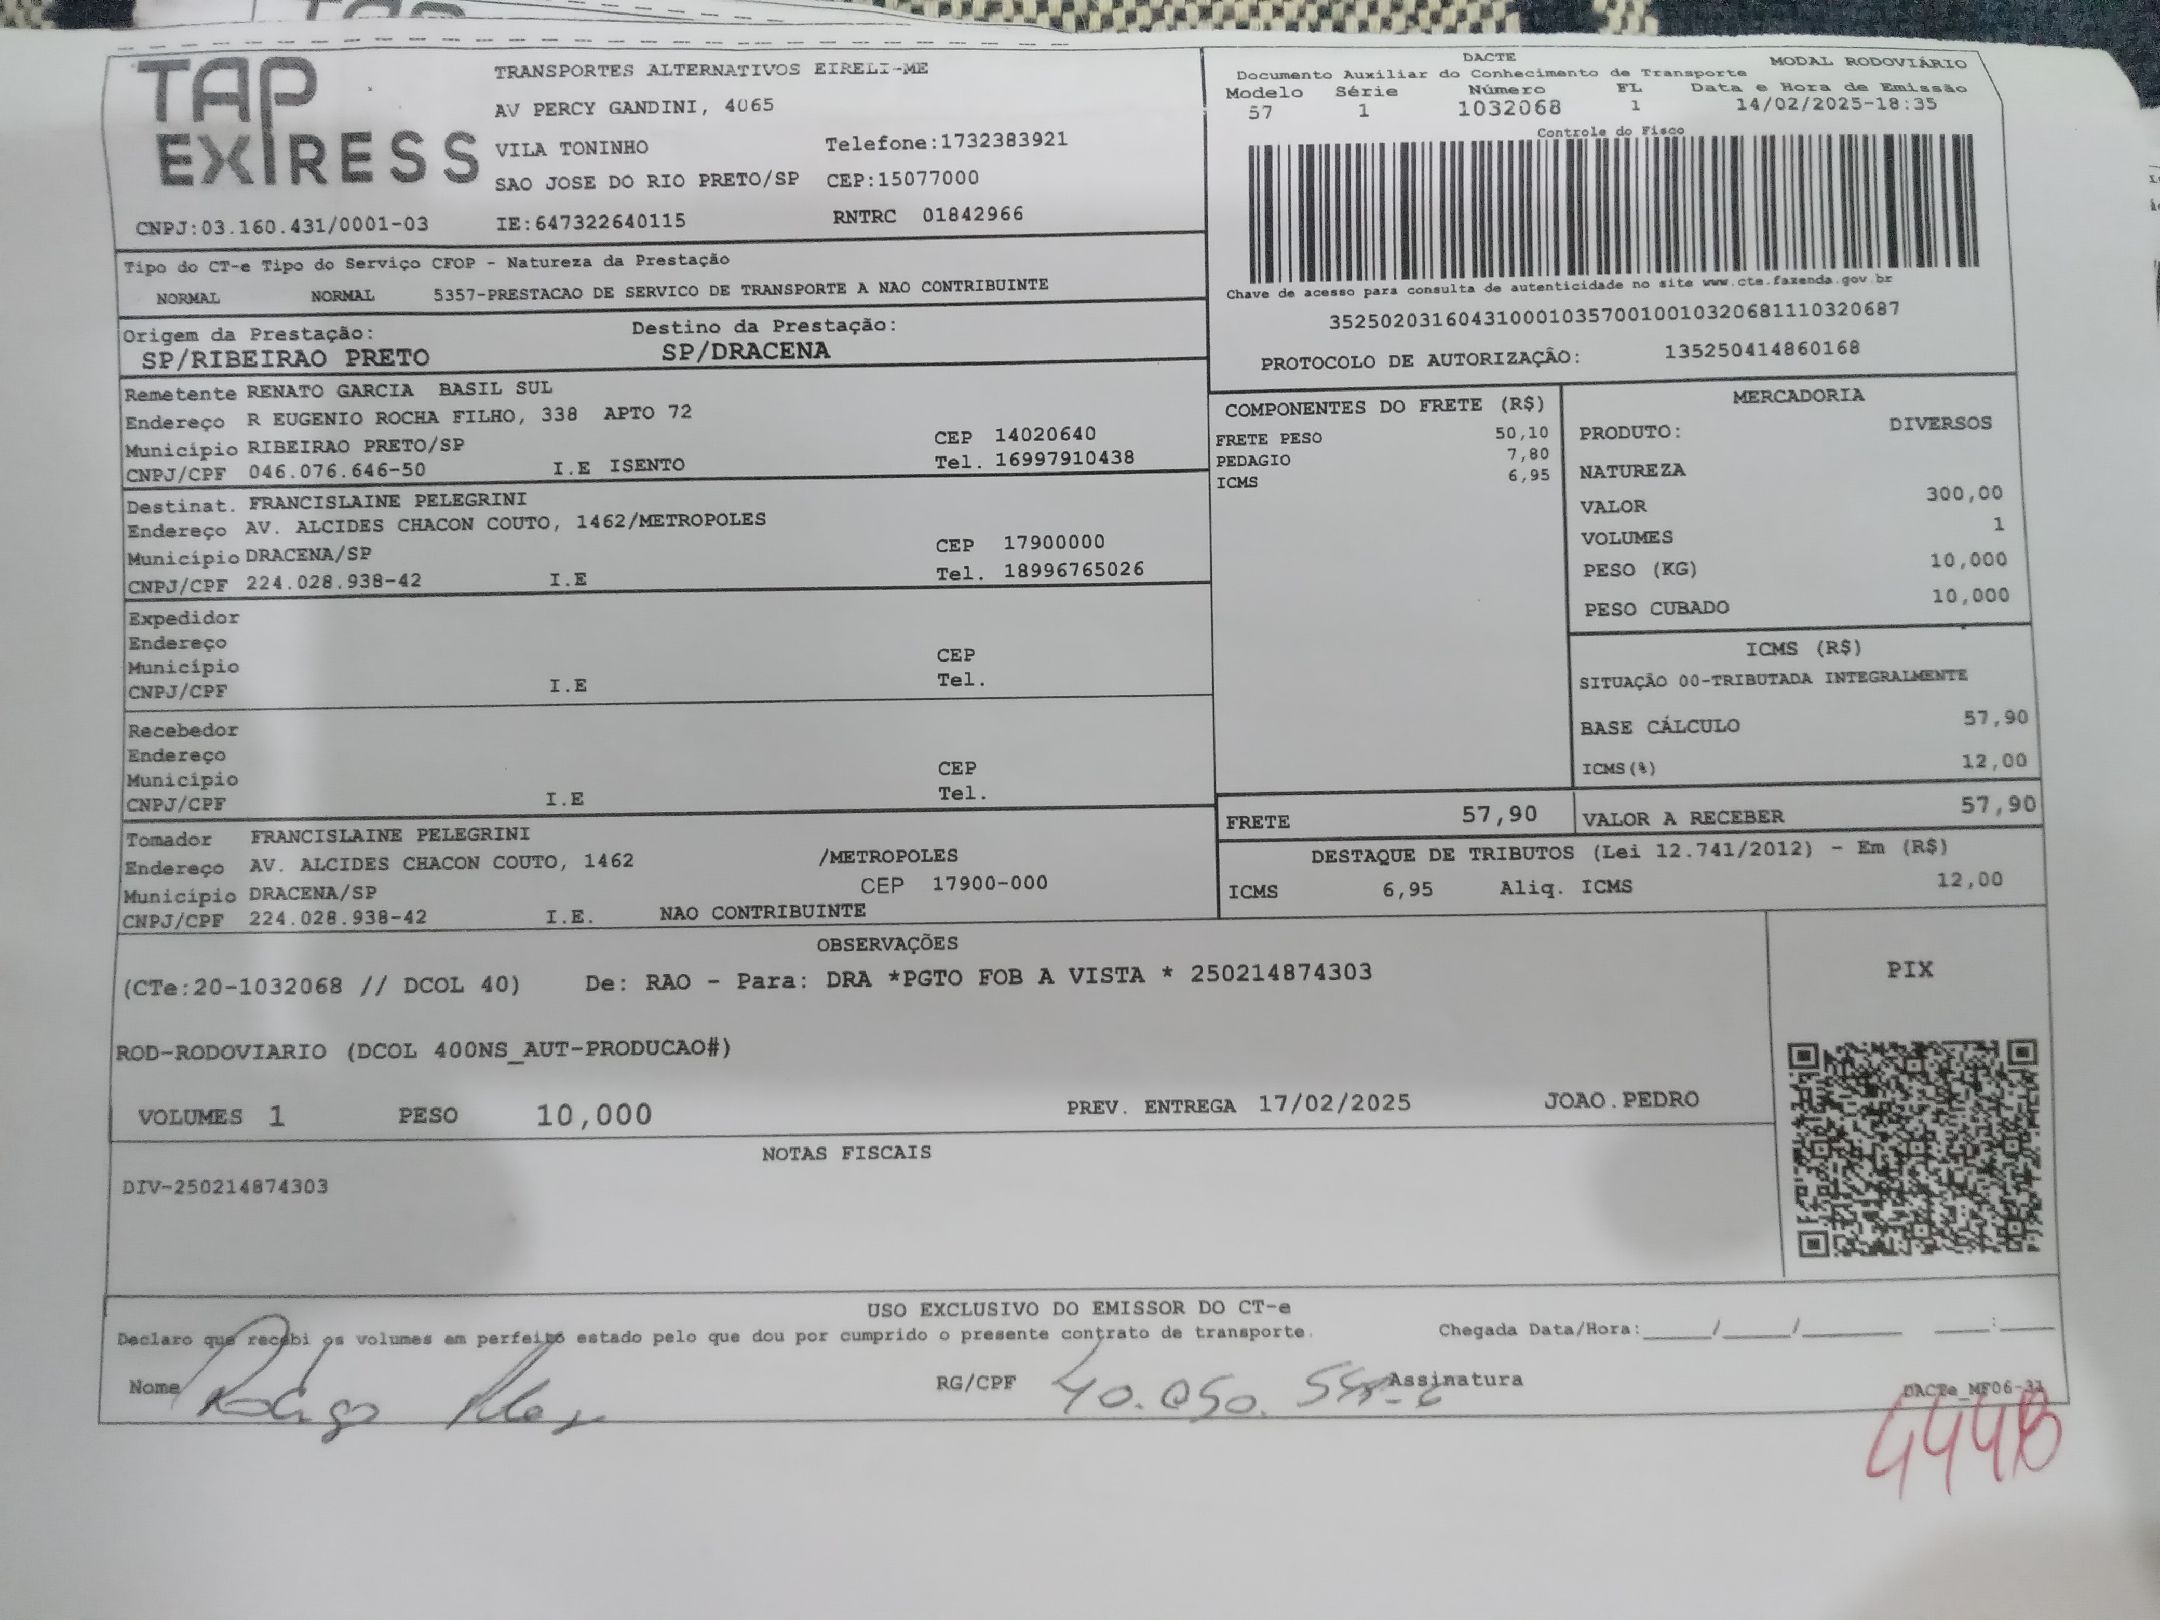 TAP
EXPRESS
TRANSPORTES ALTERNATIVOS EIRELI-ME
AV PERCY GANDINI, 4065
VILA TONINHO Telefone:1732383921
SAO JOSE DO RIO PRETO/SP CEP:15077000
CNPJ:03.160.431/0001-03 IE:647322640115 RNTRC 01842966
DACTE MODAL RODOVIÁRIO
Documento Auxiliar do Conhecimento de Transporte
Modelo Série Número FL Data e Hora de Emissão
57 1 1032068 1 14/02/2025-18:35
Controle do Fisco
Chave de acesso para consulta de autenticidade no site www.cte.fazenda.gov.br
35250203160431000103570010010320681110320687
PROTOCOLO DE AUTORIZAÇÃO: 135250414860168
Tipo do CT-e Tipo do Serviço CFOP - Natureza da Prestação
NORMAL NORMAL 5357-PRESTACAO DE SERVICO DE TRANSPORTE A NAO CONTRIBUINTE
Origem da Prestação: Destino da Prestação:
SP/RIBEIRAO PRETO SP/DRACENA
Remetente RENATO GARCIA BASIL SUL
Endereço R EUGENIO ROCHA FILHO, 338 APTO 72
Município RIBEIRAO PRETO/SP CEP 14020640
CNPJ/CPF 046.076.646-50 I.E ISENTO Tel. 16997910438
Destinat. FRANCISLAINE PELEGRINI
Endereço AV. ALCIDES CHACON COUTO, 1462/METROPOLES
Município DRACENA/SP CEP 17900000
CNPJ/CPF 224.028.938-42 I.E Tel. 18996765026
Expedidor
Endereço
Município CEP
CNPJ/CPF I.E Tel.
Recebedor
Endereço
Município CEP
CNPJ/CPF I.E Tel.
Tomador FRANCISLAINE PELEGRINI
Endereço AV. ALCIDES CHACON COUTO, 1462 /METROPOLES
Município DRACENA/SP CEP 17900-000
CNPJ/CPF 224.028.938-42 I.E. NAO CONTRIBUINTE
COMPONENTES DO FRETE (R$)
FRETE PESO 50,10
PEDAGIO 7,80
ICMS 6,95
MERCADORIA
PRODUTO: DIVERSOS
NATUREZA
VALOR 300,00
VOLUMES 1
PESO (KG) 10,000
PESO CUBADO 10,000
ICMS (R$)
SITUAÇÃO 00-TRIBUTADA INTEGRALMENTE
BASE CÁLCULO 57,90
ICMS(%) 12,00
FRETE 57,90 VALOR A RECEBER 57,90
DESTAQUE DE TRIBUTOS (Lei 12.741/2012) - Em (R$)
ICMS 6,95 Aliq. ICMS 12,00
OBSERVAÇÕES
(CTe:20-1032068 // DCOL 40) De: RAO - Para: DRA *PGTO FOB A VISTA * 250214874303
ROD-RODOVIARIO (DCOL 400NS_AUT-PRODUCAO#)
VOLUMES 1 PESO 10,000 PREV. ENTREGA 17/02/2025 JOAO.PEDRO
PIX
NOTAS FISCAIS
DIV-250214874303
USO EXCLUSIVO DO EMISSOR DO CT-e
Declaro que recebi os volumes em perfeito estado pelo que dou por cumprido o presente contrato de transporte. Chegada Data/Hora:____/____/______ ___:___
Nome Rodrigo RG/CPF 40.050. Assinatura